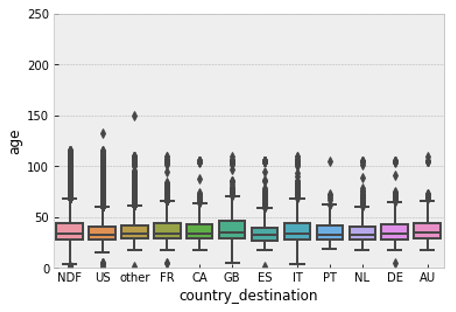 250
200
150
100
50
0
age
NDF US other FR CA GB ES IT PT NL DE AU
country_destination